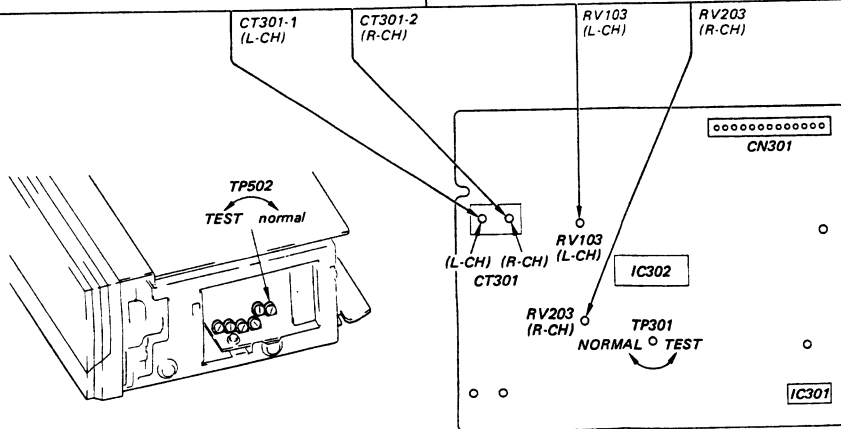 CT301-1
(L-CH)
CT301-2
(R-CH)
RV103
(L-CH)
RV203
(R-CH)
CN301
TP502
TEST normal
(L-CH) (R-CH)
CT301
RV103
(L-CH)
IC302
RV203
(R-CH)
TP301
NORMAL TEST
IC301